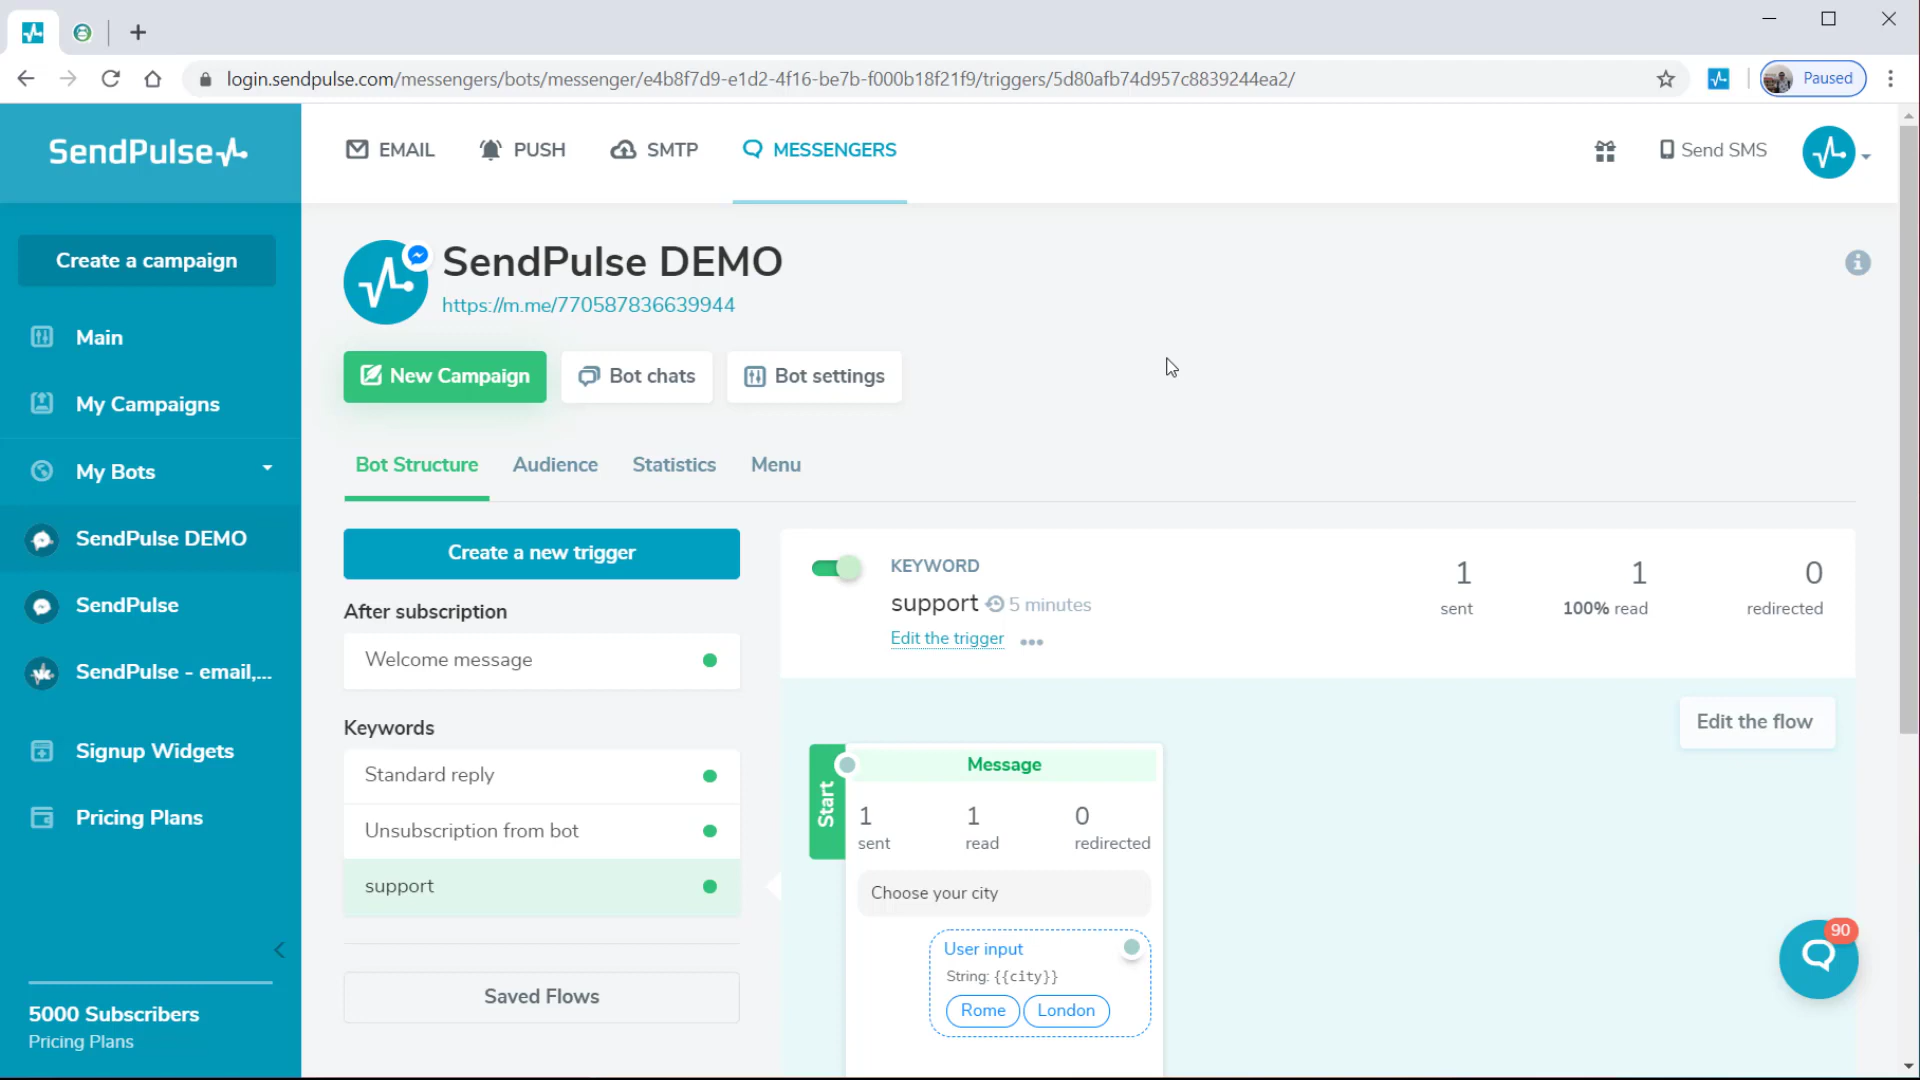 login.sendpulse.com/messengers/bots/messenger/e4b8f7d9-e1d2-4f16-be7b-f000b18f21f9/triggers/5d80afb74d957c8839244ea2/
Paused
SendPulse
EMAIL
PUSH
SMTP
MESSENGERS
Send SMS
Create a campaign
Main
My Campaigns
My Bots
SendPulse DEMO
SendPulse
SendPulse - email,...
Signup Widgets
Pricing Plans
5000 Subscribers
Pricing Plans
SendPulse DEMO
https://m.me/770587836639944
New Campaign
Bot chats
Bot settings
Bot Structure
Audience
Statistics
Menu
Create a new trigger
After subscription
Welcome message
Keywords
Standard reply
Unsubscription from bot
support
Saved Flows
KEYWORD
support 5 minutes
Edit the trigger
1
sent
1
100% read
0
redirected
Edit the flow
Start
Message
1
sent
1
read
0
redirected
Choose your city
User input
String: {{city}}
Rome
London
90